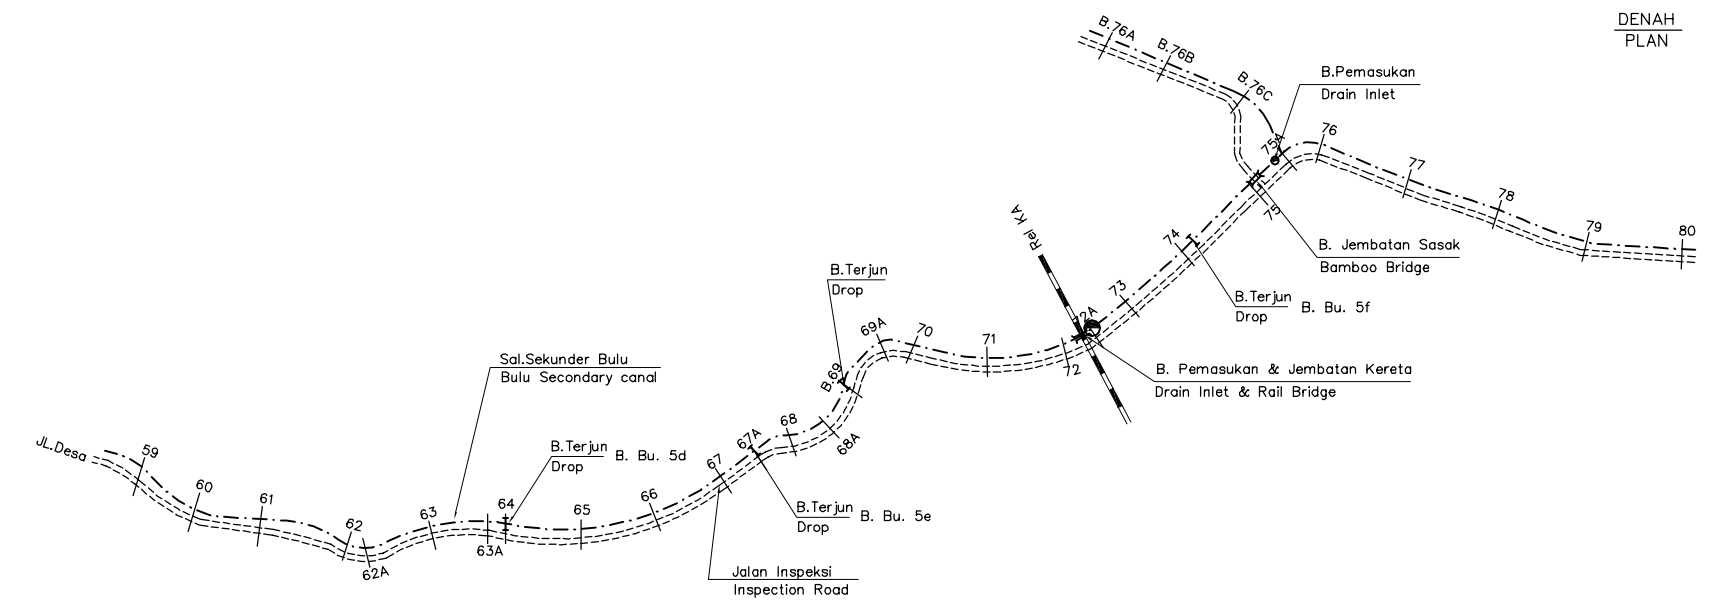 DENAH
PLAN
B.76A
B.76B
B.76C
B.Pemasukan
Drain Inlet
75A
76
77
78
79
80
75
B. Jembatan Sasak
Bamboo Bridge
74
B.Terjun
Drop
B. Bu. 5f
73
Rel KA
72A
72
B. Pemasukan & Jembatan Kereta
Drain Inlet & Rail Bridge
71
70
69A
B.Terjun
Drop
B.69
68A
68
67A
B.Terjun
Drop
B. Bu. 5e
67
Jalan Inspeksi
Inspection Road
66
65
Sal.Sekunder Bulu
Bulu Secondary canal
B.Terjun
Drop
B. Bu. 5d
64
63A
63
62
62A
61
60
59
JL.Desa